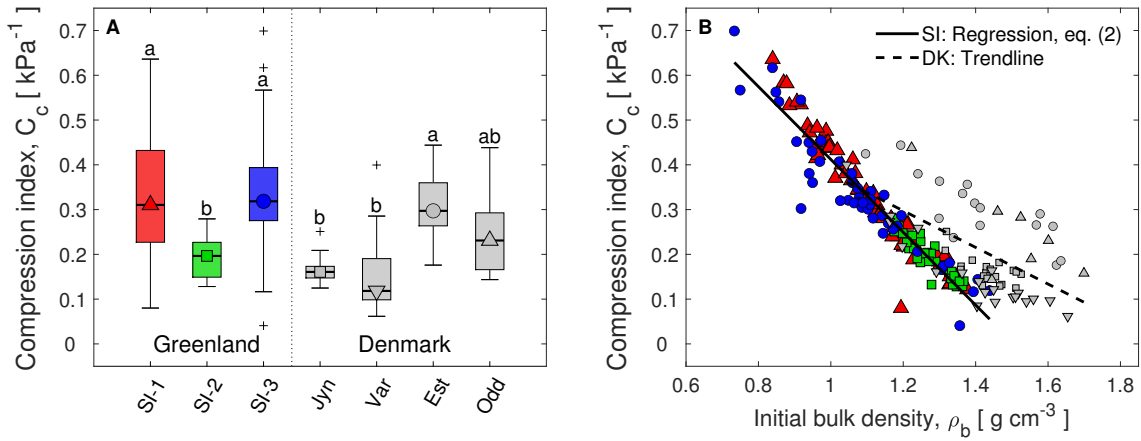 A
Compression index, C_c [ kPa^-1 ]
0.7
0.6
0.5
0.4
0.3
0.2
0.1
0
a
b
a
b
b
a
ab
Greenland
Denmark
SI-1
SI-2
SI-3
Jyn
Var
Est
Odd
B
SI: Regression, eq. (2)
DK: Trendline
Compression index, C_c [ kPa^-1 ]
0.7
0.6
0.5
0.4
0.3
0.2
0.1
0
0.6
0.8
1
1.2
1.4
1.6
1.8
Initial bulk density, ρ_b [ g cm^-3 ]